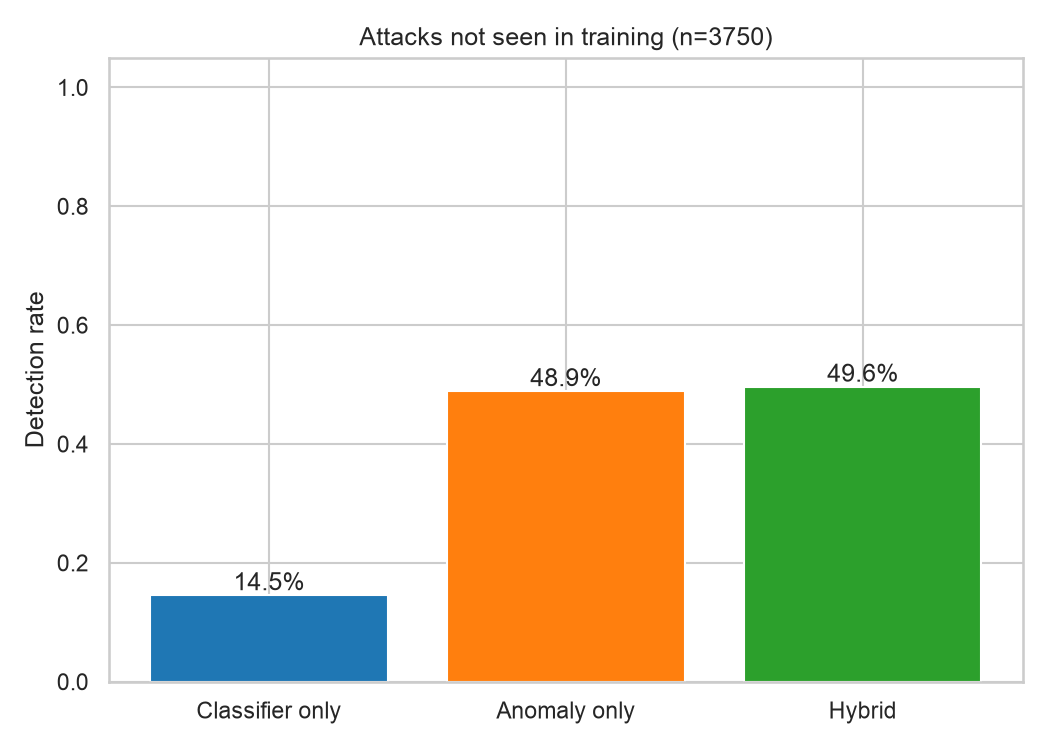 Attacks not seen in training (n=3750)
Detection rate
1.0
0.8
0.6
0.4
0.2
0.0
14.5%
48.9%
49.6%
Classifier only
Anomaly only
Hybrid